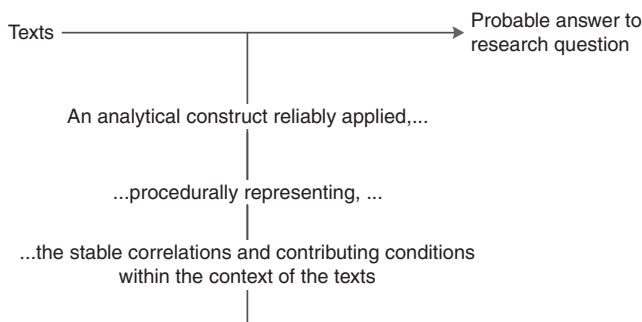 Texts
Probable answer to
research question
An analytical construct reliably applied,...
...procedurally representing, ...
...the stable correlations and contributing conditions
within the context of the texts